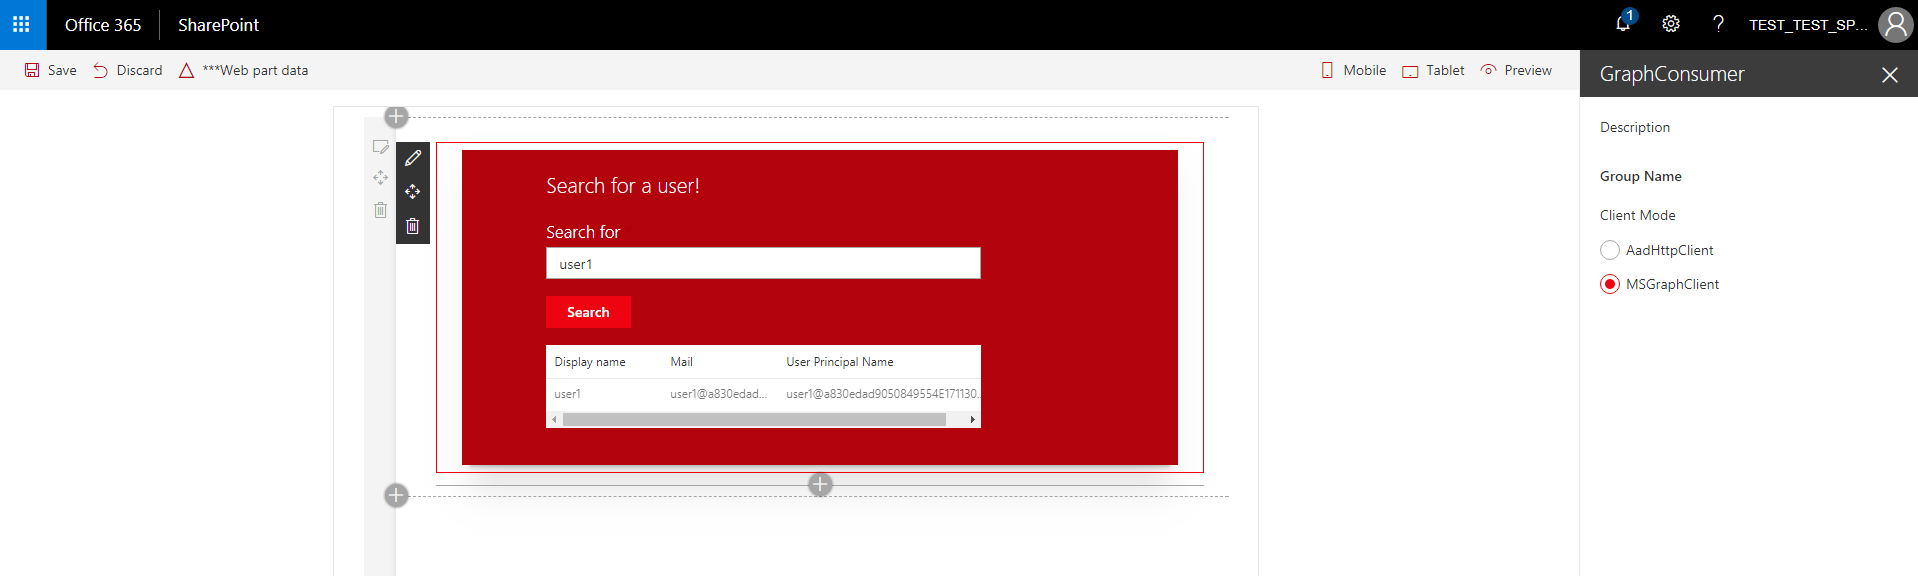 Office 365 SharePoint 1 ? TEST_TEST_SP...
Save Discard ***Web part data Mobile Tablet Preview
GraphConsumer
Description
Group Name
Client Mode
AadHttpClient
MSGraphClient
Search for a user!
Search for
user1
Search
Display name Mail User Principal Name
user1 user1@a830edad... user1@a830edad9050849554E171130...